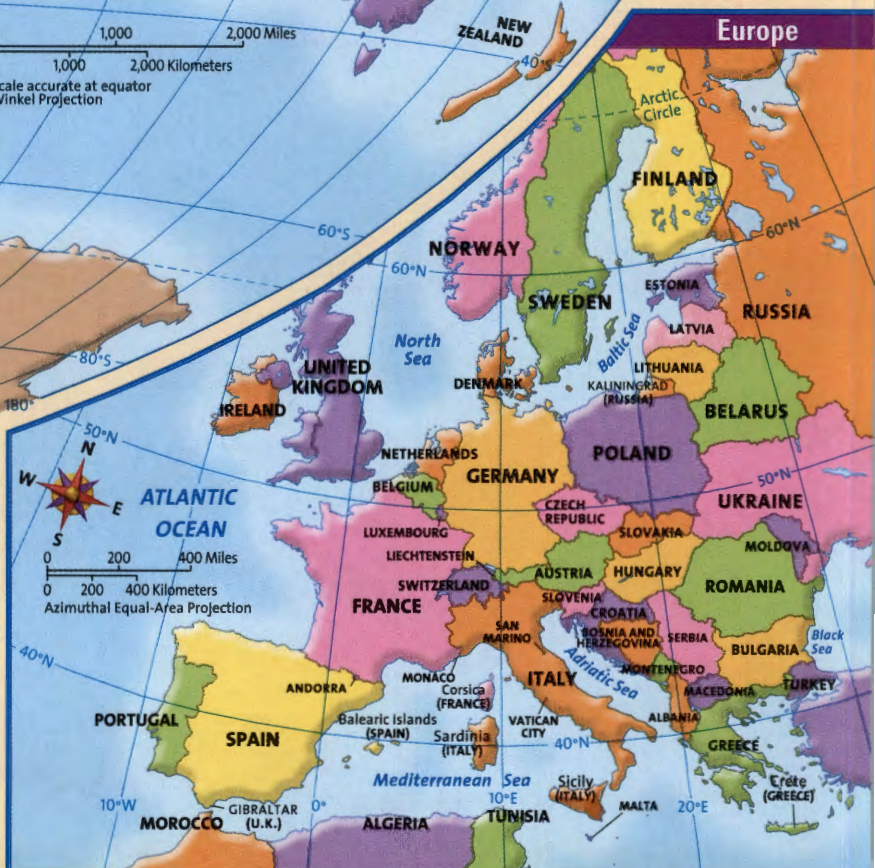 1,000
2,000 Miles
1,000
2,000 Kilometers
cale accurate at equator
Winkel Projection
NEW
ZEALAND
40°S
60°S
80°S
180°
Europe
Arctic
Circle
FINLAND
60°N
NORWAY
60°N
SWEDEN
ESTONIA
RUSSIA
LATVIA
Baltic Sea
LITHUANIA
KALININGRAD
(RUSSIA)
BELARUS
North
Sea
UNITED
KINGDOM
IRELAND
DENMARK
50°N
N
W
E
S
ATLANTIC
OCEAN
0
200
400 Miles
0
200
400 Kilometers
Azimuthal Equal-Area Projection
NETHERLANDS
GERMANY
POLAND
BELGIUM
50°N
UKRAINE
CZECH
REPUBLIC
LUXEMBOURG
SLOVAKIA
MOLDOVA
LIECHTENSTEIN
AUSTRIA
HUNGARY
ROMANIA
SWITZERLAND
SLOVENIA
FRANCE
CROATIA
SAN
MARINO
BOSNIA AND
HERZEGOVINA
SERBIA
BULGARIA
Black
Sea
40°N
Adriatic Sea
MONTENEGRO
MONACO
ITALY
ANDORRA
Corsica
(FRANCE)
MACEDONIA
TURKEY
PORTUGAL
SPAIN
Balearic Islands
(SPAIN)
Sardinia
(ITALY)
VATICAN
CITY
ALBANIA
40°N
GREECE
Mediterranean Sea
Sicily
(ITALY)
Crete
(GREECE)
10°W
GIBRALTAR
(U.K.)
0°
10°E
MALTA
20°E
MOROCCO
ALGERIA
TUNISIA